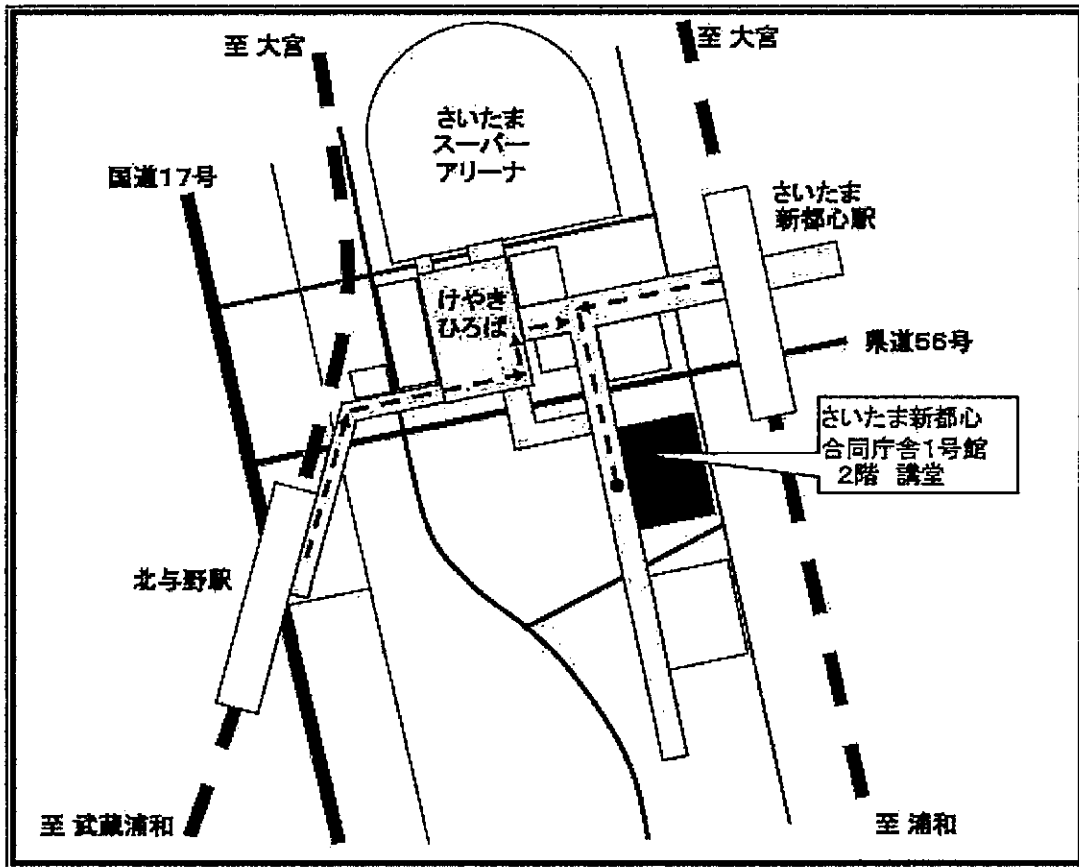 至 大宮
至 大宮
さいたま
スーパー
アリーナ
国道17号
さいたま
新都心駅
けやき
ひろば
県道56号
さいたま新都心
合同庁舎1号館
2階 講堂
北与野駅
至 武蔵浦和
至 浦和